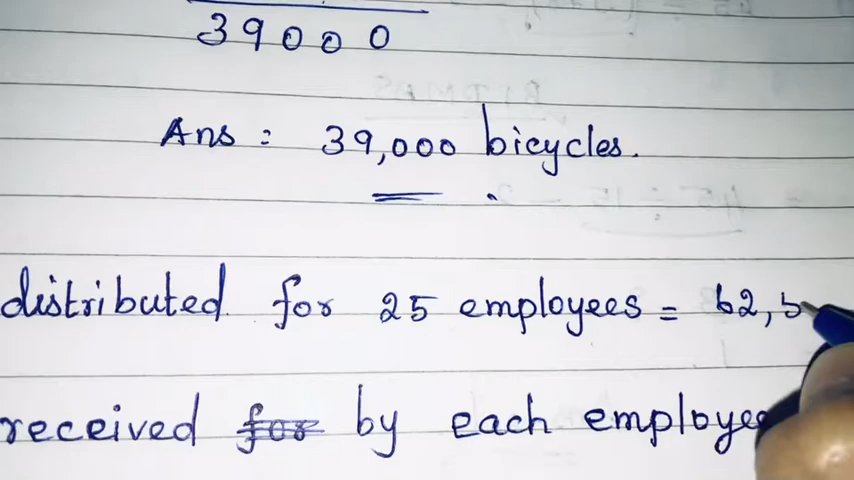 39000
Ans : 39,000 bicycles.
distributed for 25 employees = 62,5
received for by each employee